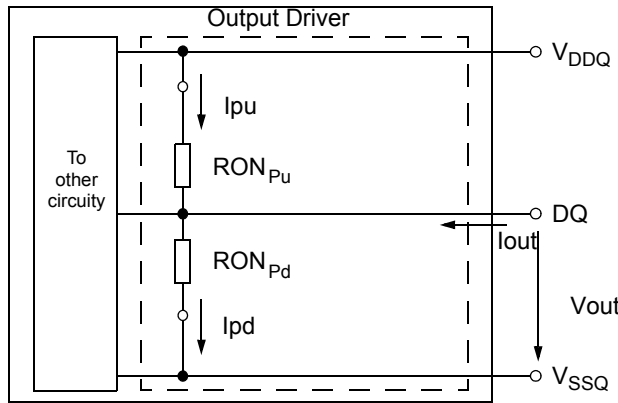 Output Driver
V_DDQ
Ipu
To
other
circuity
RON_Pu
DQ
Iout
RON_Pd
Vout
Ipd
V_SSQ